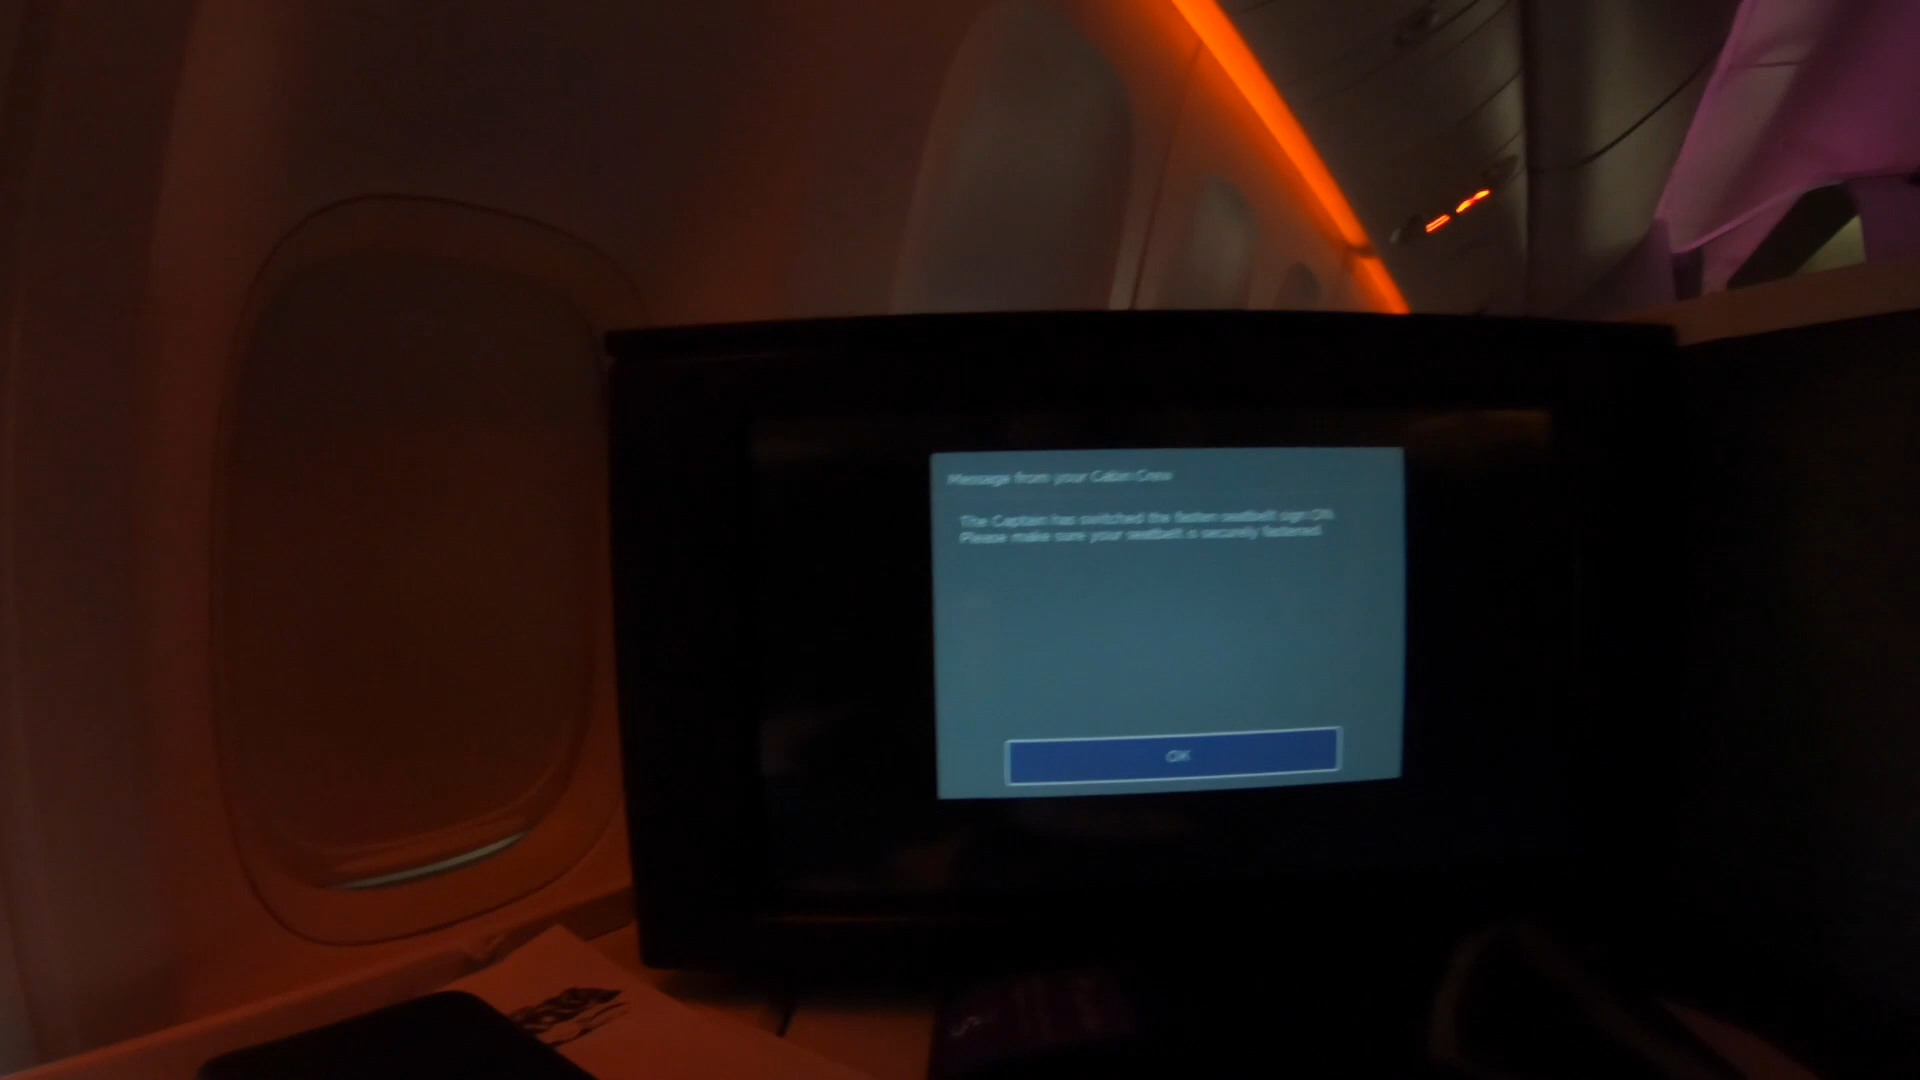 Message from your Cabin Crew
The Captain has switched the fasten seatbelt sign ON.
Please make sure your seatbelt is securely fastened.
OK